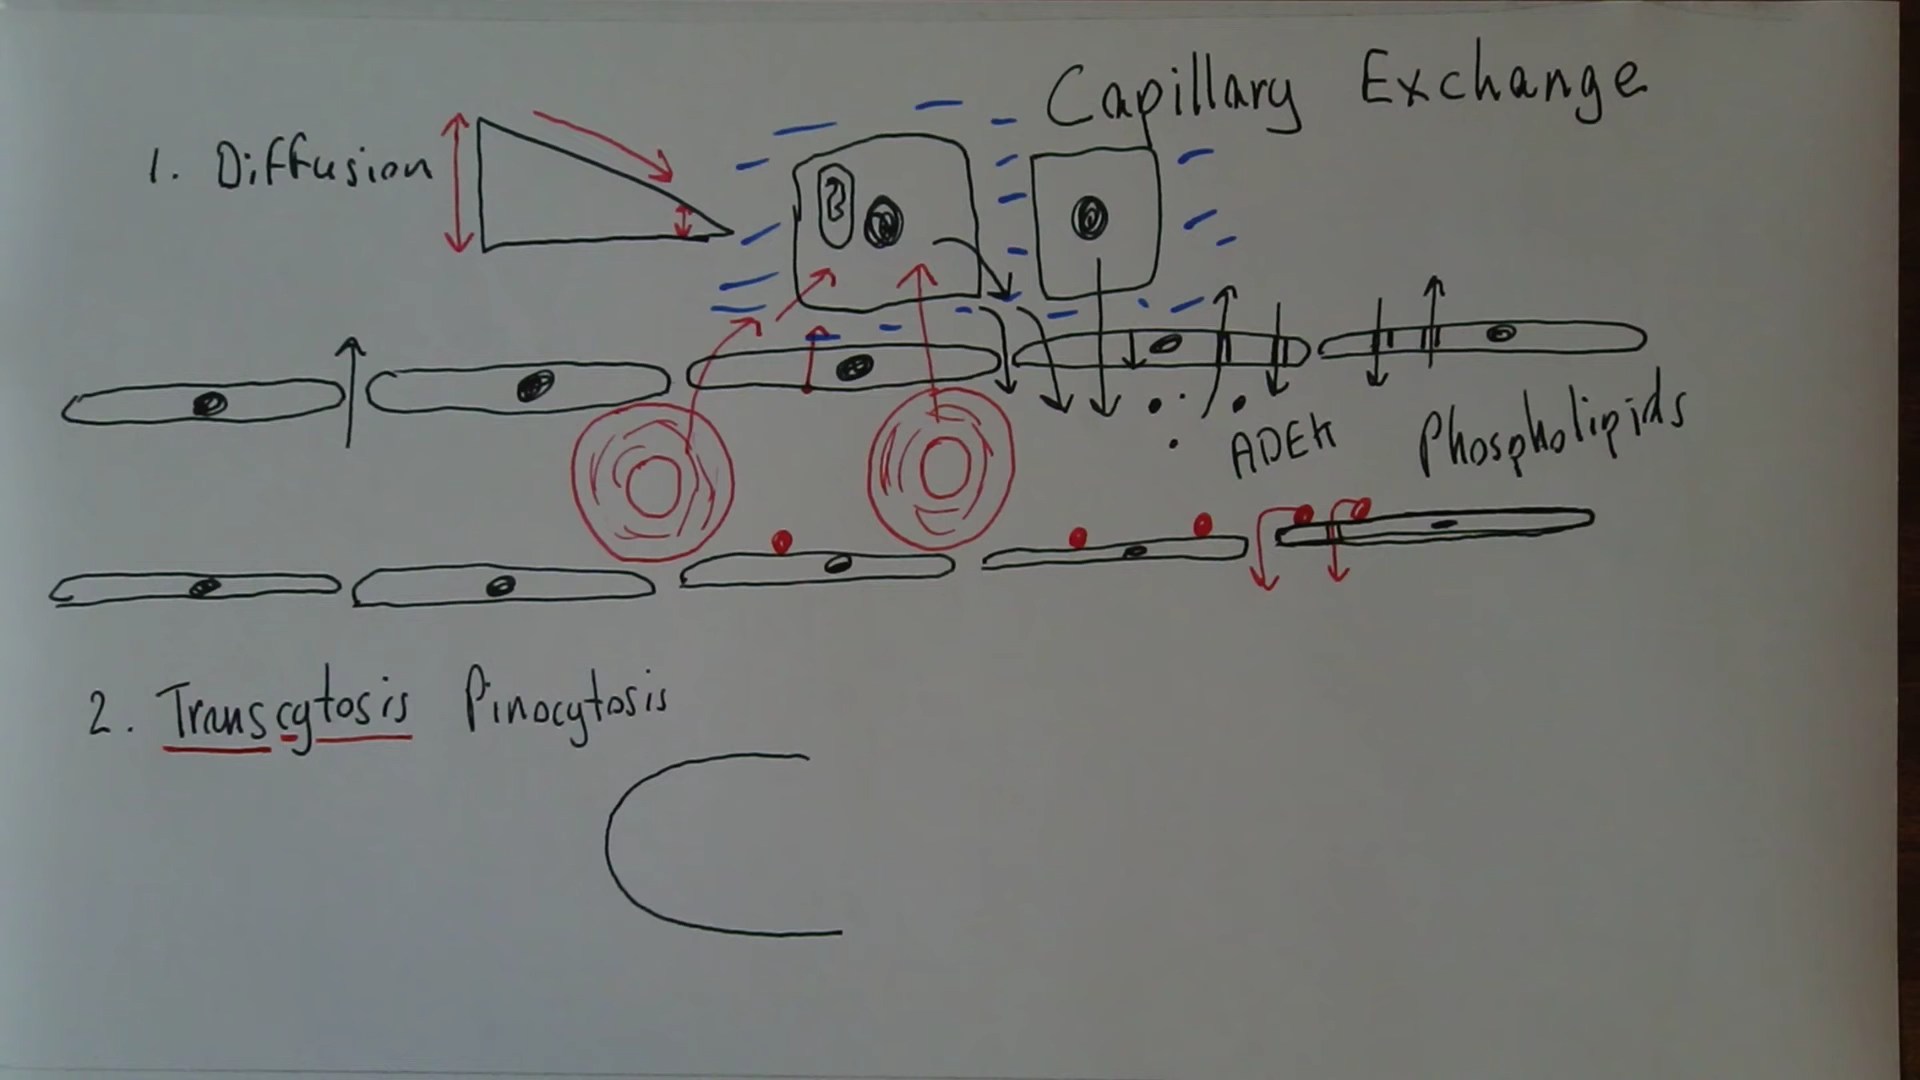 Capillary Exchange
1. Diffusion
ADEK
Phospholipids
2. Transcytosis Pinocytosis